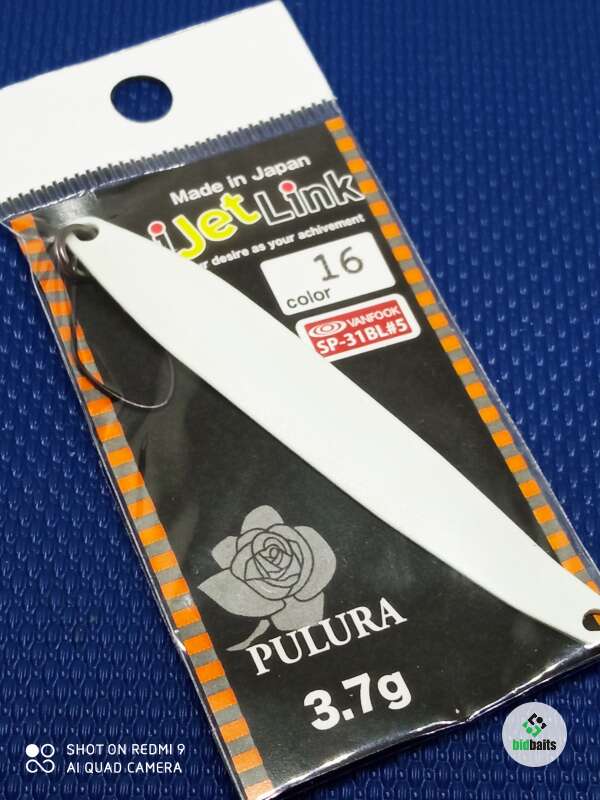 Made in Japan
iJetLink
r desire as your achivement
16
color
VANFOOK
SP-31BL#5
PULURA
3.7g
SHOT ON REDMI 9
AI QUAD CAMERA
bidbaits